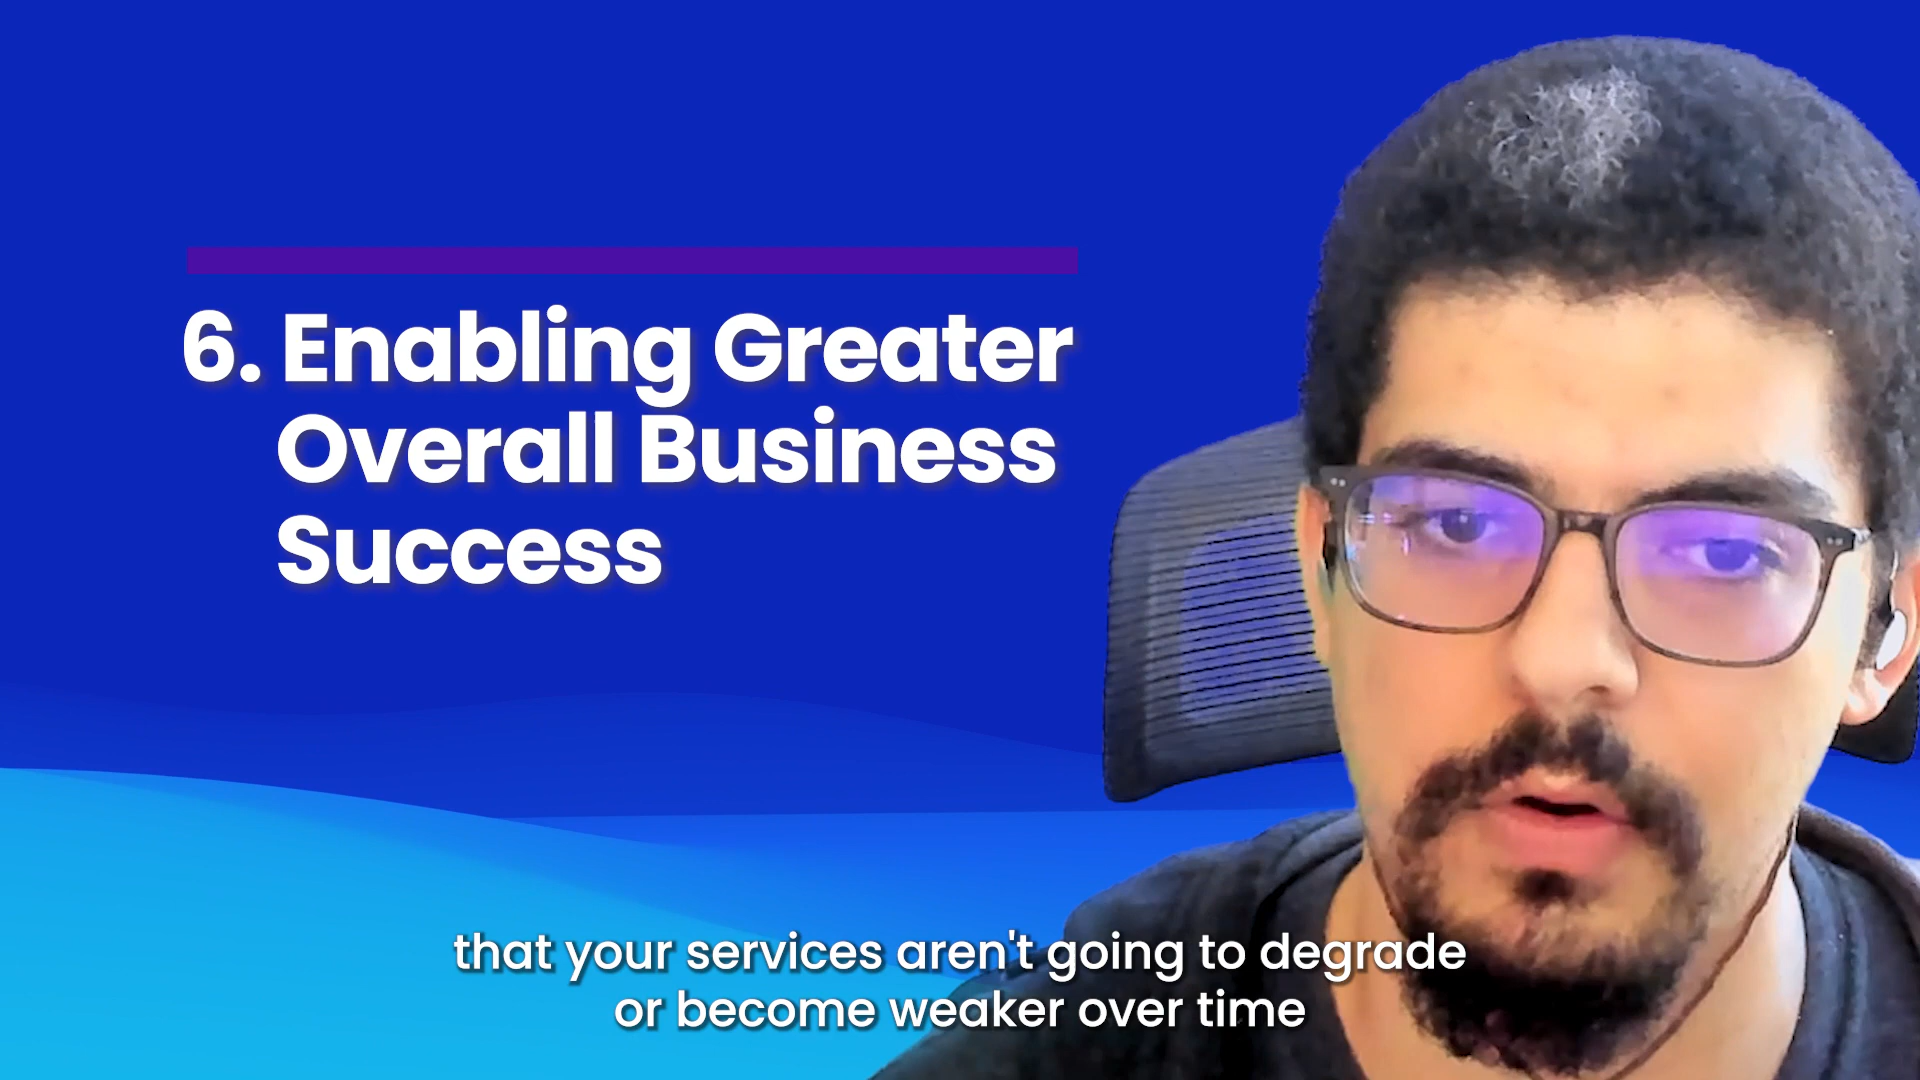 6. Enabling Greater
Overall Business
Success
that your services aren't going to degrade
or become weaker over time